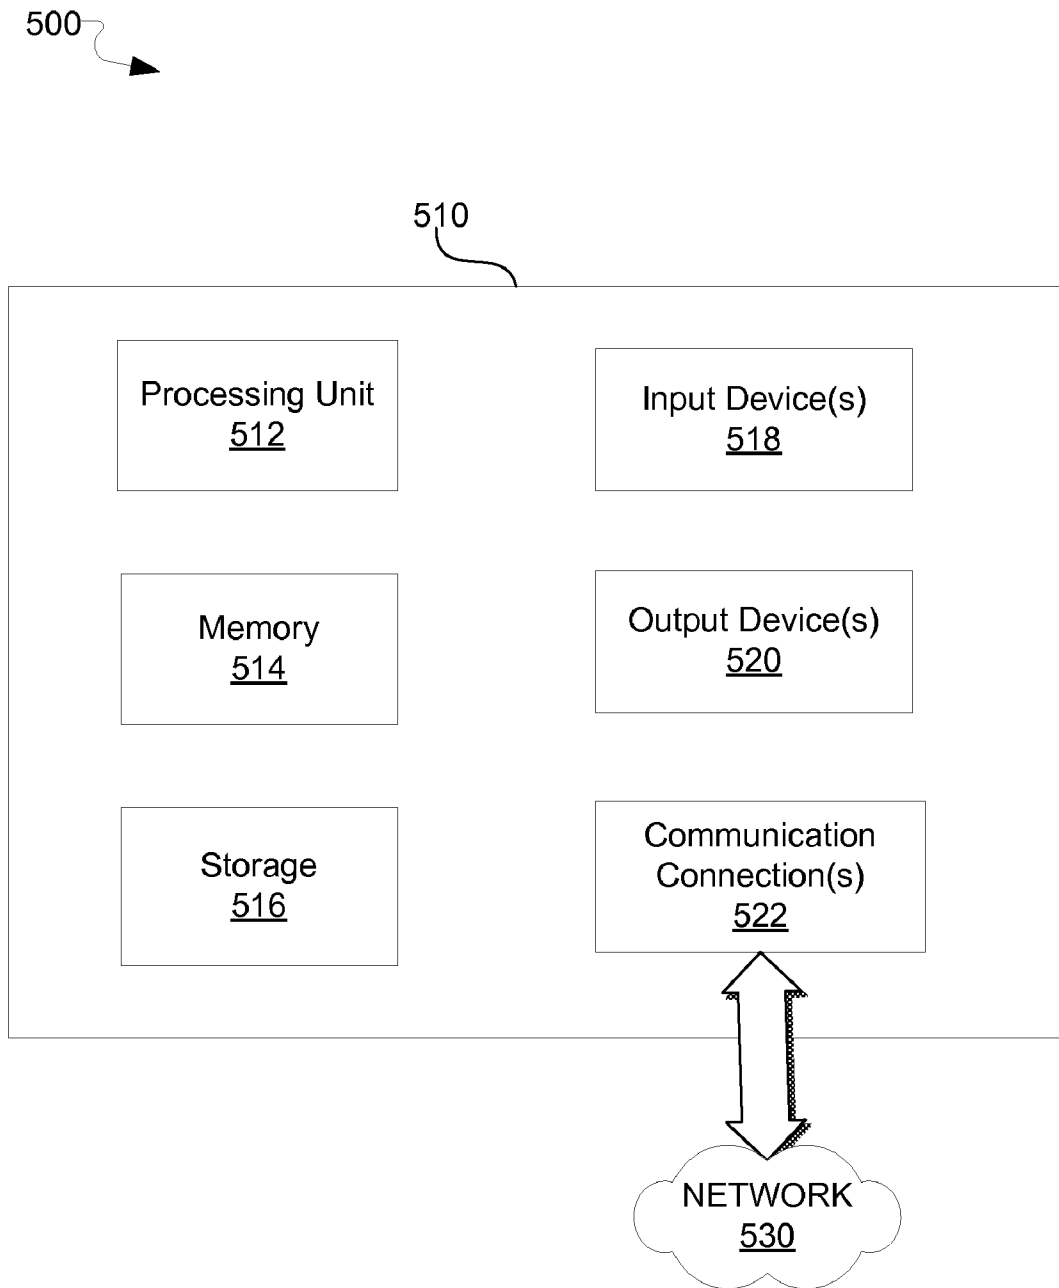 500
510
Processing Unit
512
Input Device(s)
518
Memory
514
Output Device(s)
520
Storage
516
Communication
Connection(s)
522
NETWORK
530